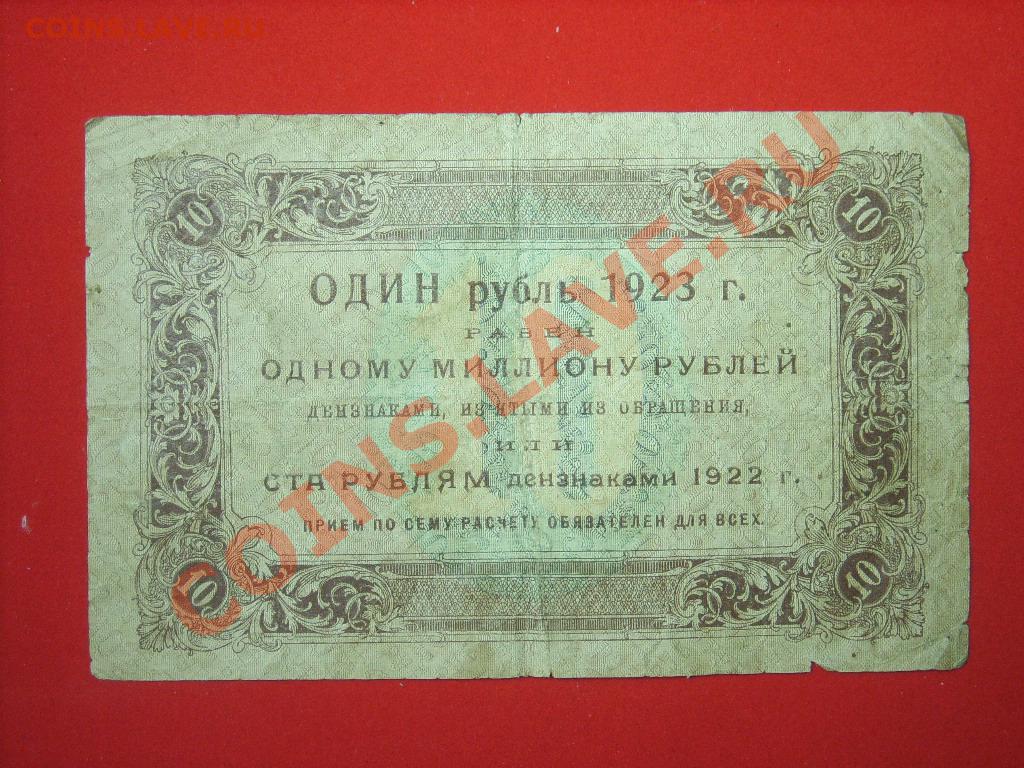 COINS.LAVE.RU
10 10
ОДИН рубль 1923 г.
РАВЕН
ОДНОМУ МИЛЛИОНУ РУБЛЕЙ
ДЕНЗНАКАМИ, ИЗЪЯТЫМИ ИЗ ОБРАЩЕНИЯ,
ИЛИ
СТА РУБЛЯМ дензнаками 1922 г.
ПРИЕМ ПО СЕМУ РАСЧЕТУ ОБЯЗАТЕЛЕН ДЛЯ ВСЕХ.
10 10
COINS.LAVE.RU